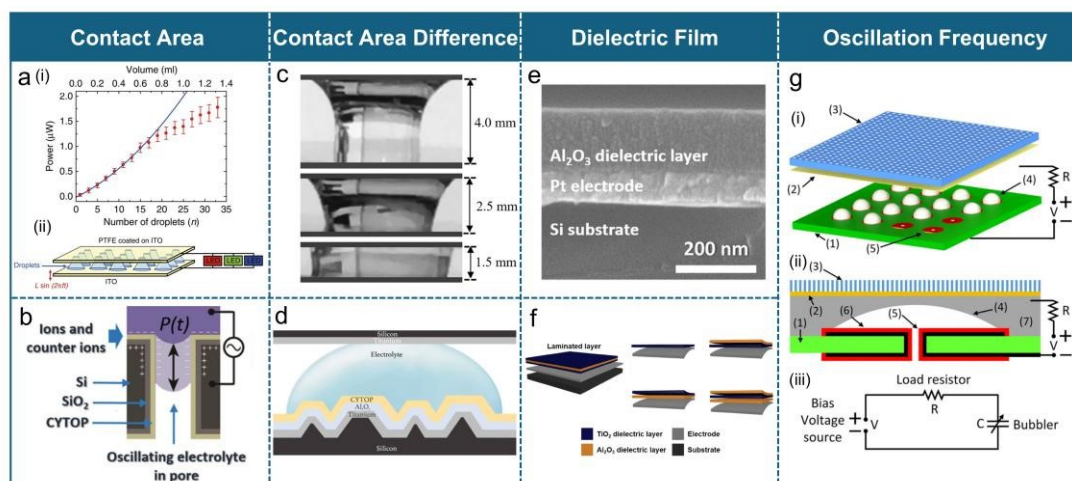 Contact Area
Contact Area Difference
Dielectric Film
Oscillation Frequency
a (i)
Volume (ml)
0.0 0.2 0.4 0.6 0.8 1.0 1.2 1.4
2.0
1.5
1.0
0.5
0.0
Power (μW)
0 5 10 15 20 25 30 35
Number of droplets (n)
(ii)
PTFE coated on ITO
Droplets
LED LED LED
ITO
L sin (2πft)
b
P(t)
Ions and
counter ions
Si
SiO2
CYTOP
Oscillating electrolyte
in pore
c
4.0 mm
2.5 mm
1.5 mm
d
Silicon
Titanium
Electrolyte
CYTOP
Al2O3
Titanium
Silicon
e
Al2O3 dielectric layer
Pt electrode
Si substrate
200 nm
f
Laminated layer
TiO2 dielectric layer
Electrode
Al2O3 dielectric layer
Substrate
g
(i)
(3)
(2)
(4)
R
+
V
−
(1)
(5)
(ii)
(3)
(2)
(6)
(5)
(4)
(1)
(7)
R
+
V
−
(iii)
Load resistor
R
Bias
Voltage
source
+
−
V
C
Bubbler